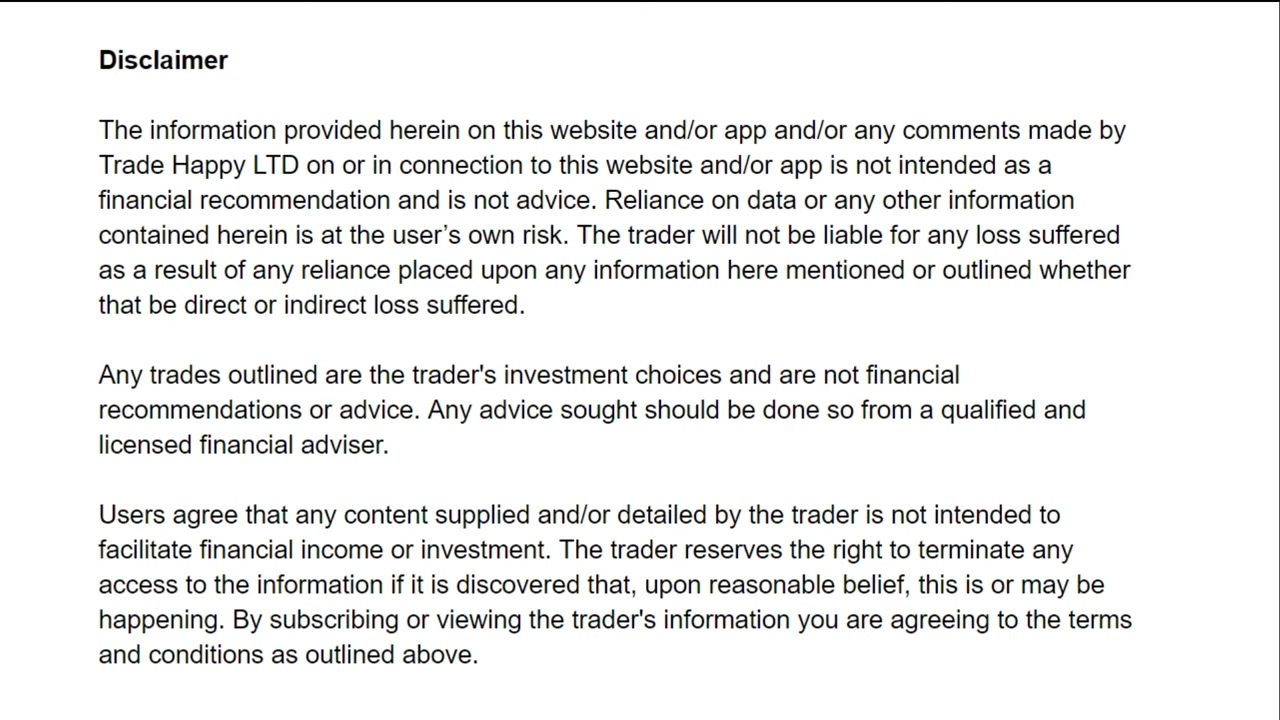 Disclaimer
The information provided herein on this website and/or app and/or any comments made by
Trade Happy LTD on or in connection to this website and/or app is not intended as a
financial recommendation and is not advice. Reliance on data or any other information
contained herein is at the user’s own risk. The trader will not be liable for any loss suffered
as a result of any reliance placed upon any information here mentioned or outlined whether
that be direct or indirect loss suffered.
Any trades outlined are the trader's investment choices and are not financial
recommendations or advice. Any advice sought should be done so from a qualified and
licensed financial adviser.
Users agree that any content supplied and/or detailed by the trader is not intended to
facilitate financial income or investment. The trader reserves the right to terminate any
access to the information if it is discovered that, upon reasonable belief, this is or may be
happening. By subscribing or viewing the trader's information you are agreeing to the terms
and conditions as outlined above.